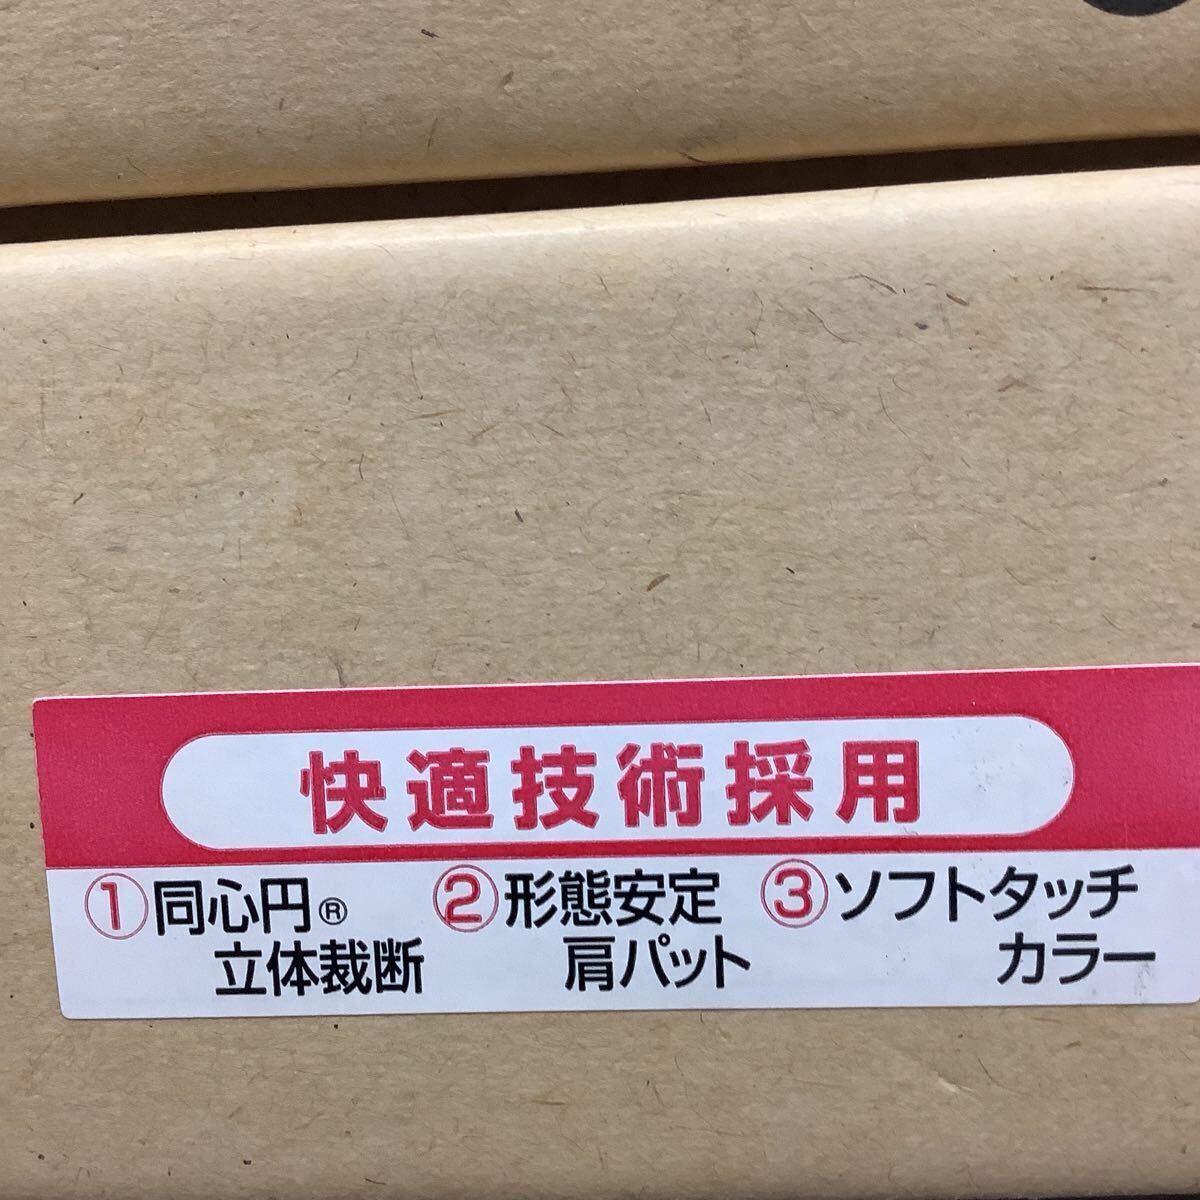 快適技術採用
①同心円® ②形態安定 ③ソフトタッチ
立体裁断 肩パット カラー